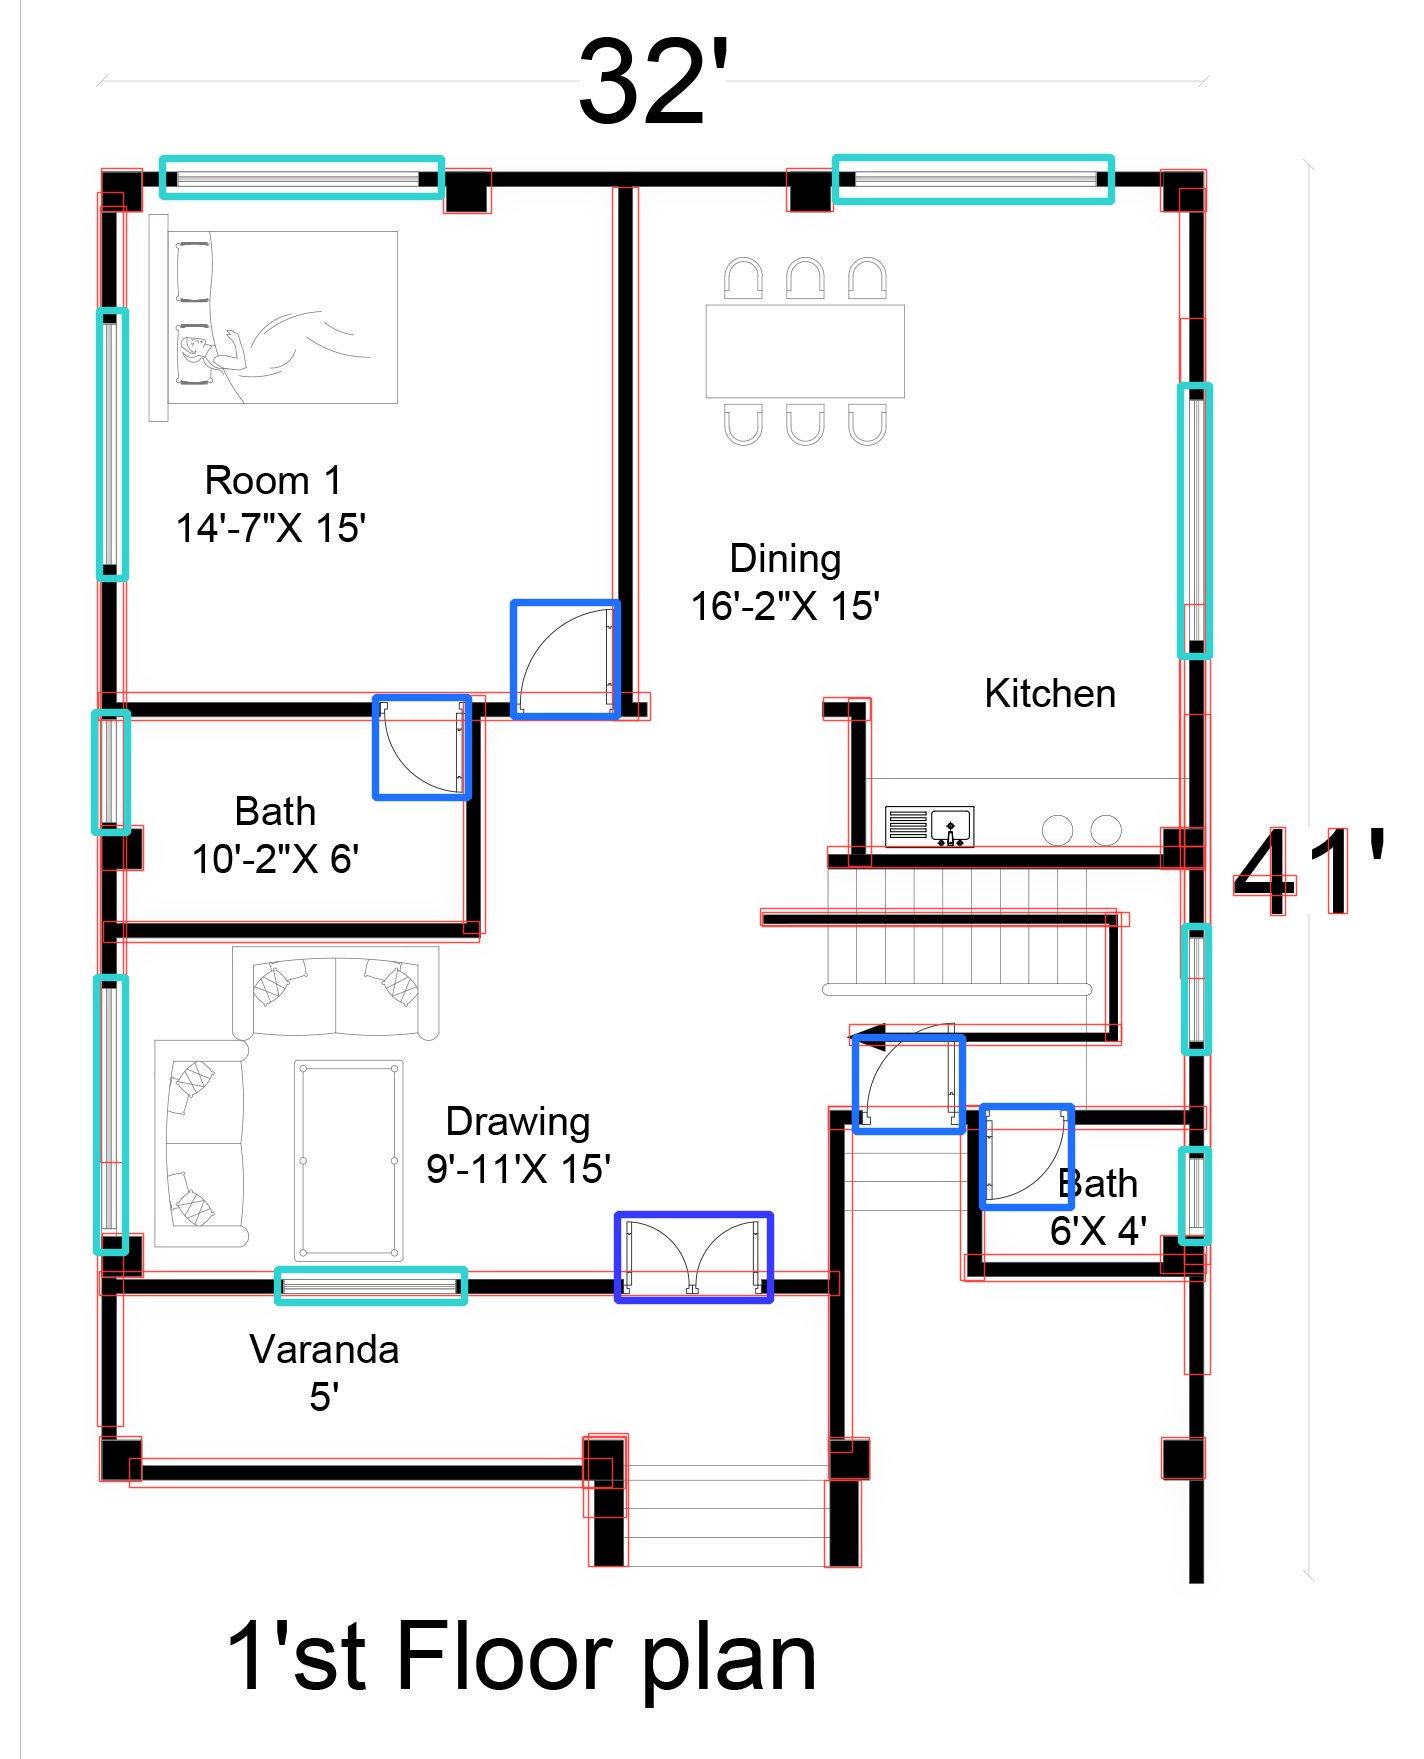 32'
Room 1
14'-7"X 15'
Dining
16'-2"X 15'
Kitchen
Bath
10'-2"X 6'
41'
Drawing
9'-11'X 15'
Bath
6'X 4'
Varanda
5'
1'st Floor plan